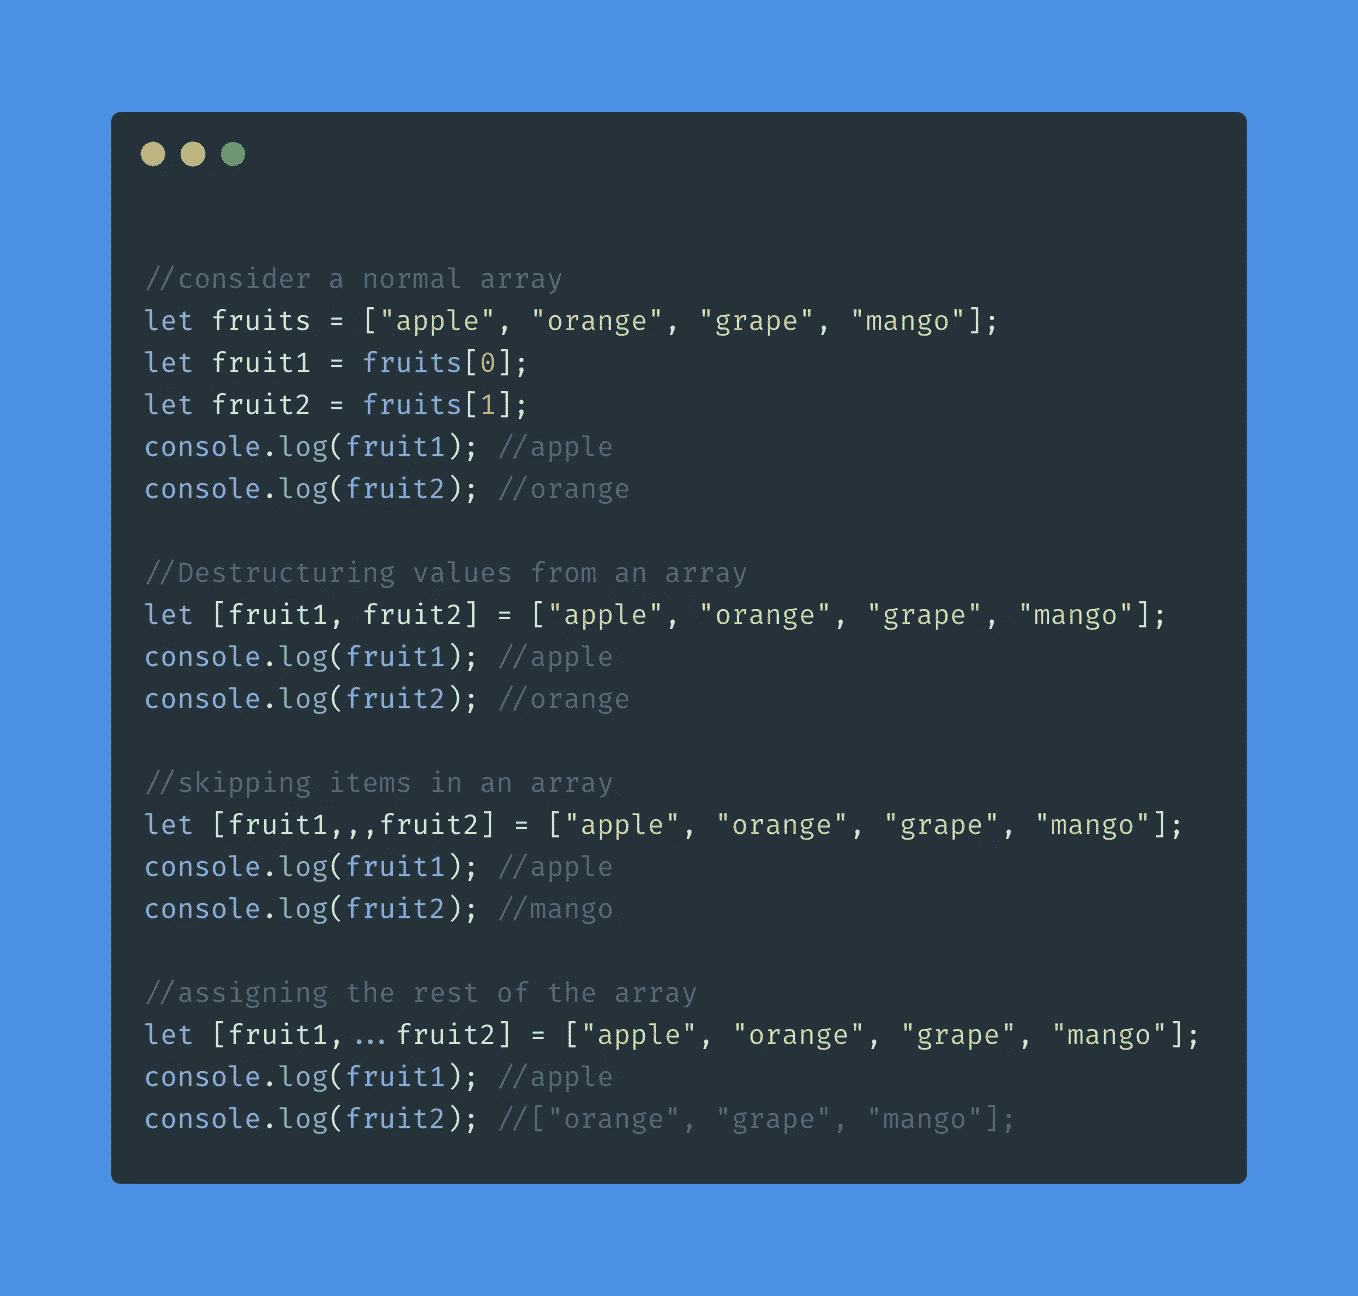 //consider a normal array
let fruits = ["apple", "orange", "grape", "mango"];
let fruit1 = fruits[0];
let fruit2 = fruits[1];
console.log(fruit1); //apple
console.log(fruit2); //orange
//Destructuring values from an array
let [fruit1, fruit2] = ["apple", "orange", "grape", "mango"];
console.log(fruit1); //apple
console.log(fruit2); //orange
//skipping items in an array
let [fruit1,,,fruit2] = ["apple", "orange", "grape", "mango"];
console.log(fruit1); //apple
console.log(fruit2); //mango
//assigning the rest of the array
let [fruit1,...fruit2] = ["apple", "orange", "grape", "mango"];
console.log(fruit1); //apple
console.log(fruit2); //["orange", "grape", "mango"];